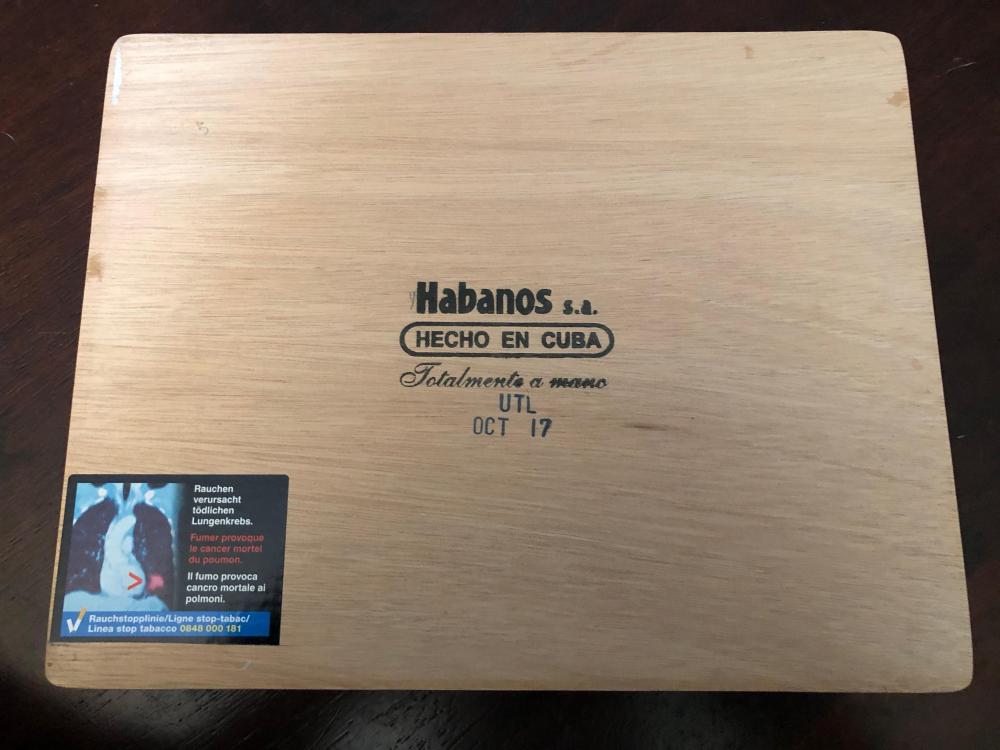 Habanos s.a.
HECHO EN CUBA
Totalmente a mano
UTL
OCT 17
Rauchen
verursacht
tödlichen
Lungenkrebs.
Fumer provoque
le cancer mortel
du poumon.
Il fumo provoca
cancro mortale ai
polmoni.
Rauchstopplinie/Ligne stop-tabac/
Linea stop tabacco 0848 000 181